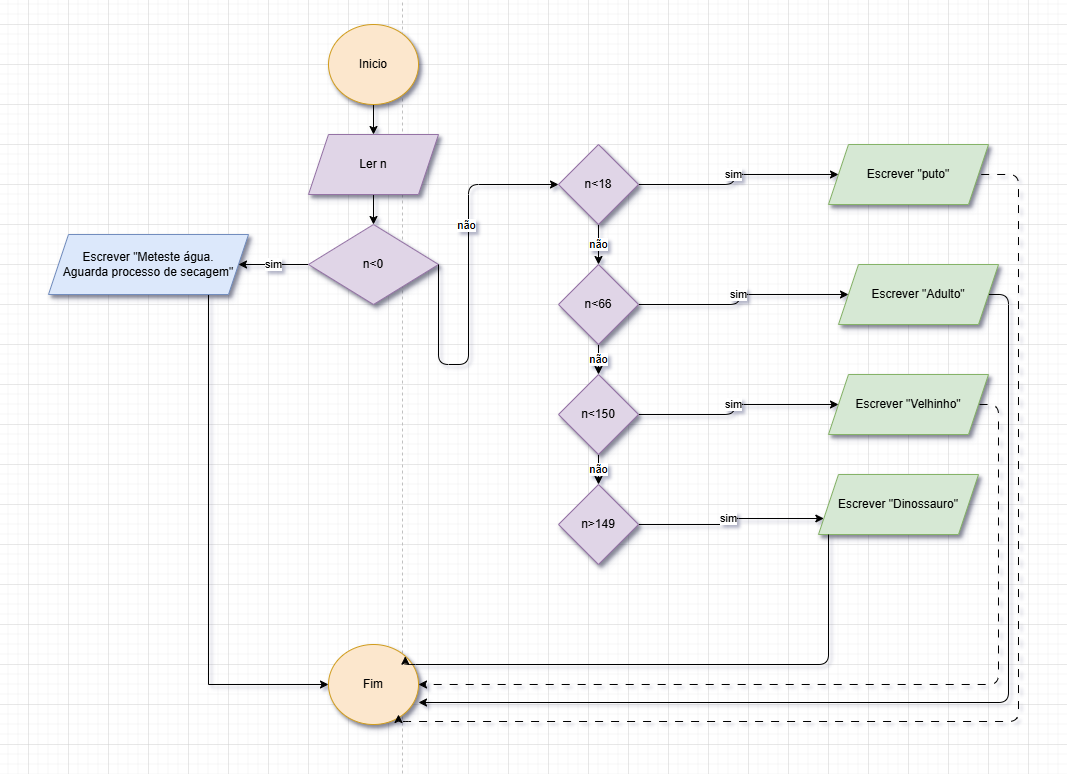 Inicio
Ler n
n<0
sim
Escrever "Meteste água.
Aguarda processo de secagem"
não
n<18
sim
Escrever "puto"
não
n<66
sim
Escrever "Adulto"
não
n<150
sim
Escrever "Velhinho"
não
n>149
sim
Escrever "Dinossauro"
Fim